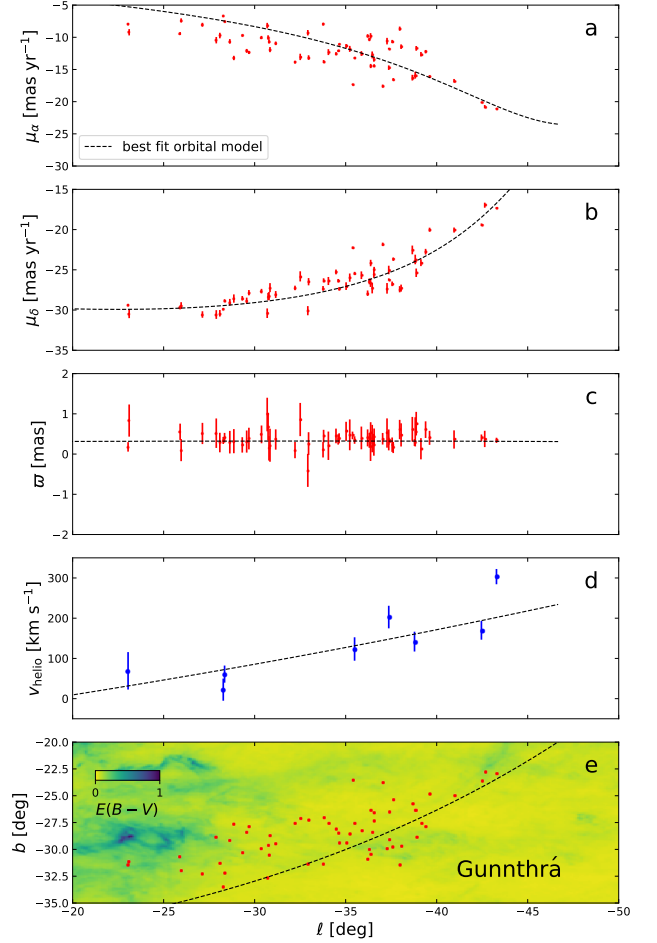 −5
−10
−15
−20
−25
−30
μα [mas yr−1]
a
best fit orbital model
−15
−20
−25
−30
−35
μδ [mas yr−1]
b
2
1
0
−1
−2
ϖ [mas]
c
300
200
100
0
vhelio [km s−1]
d
−20.0
−22.5
−25.0
−27.5
−30.0
−32.5
−35.0
b [deg]
e
0 1
E(B − V)
Gunnthrá
−20 −25 −30 −35 −40 −45 −50
ℓ [deg]